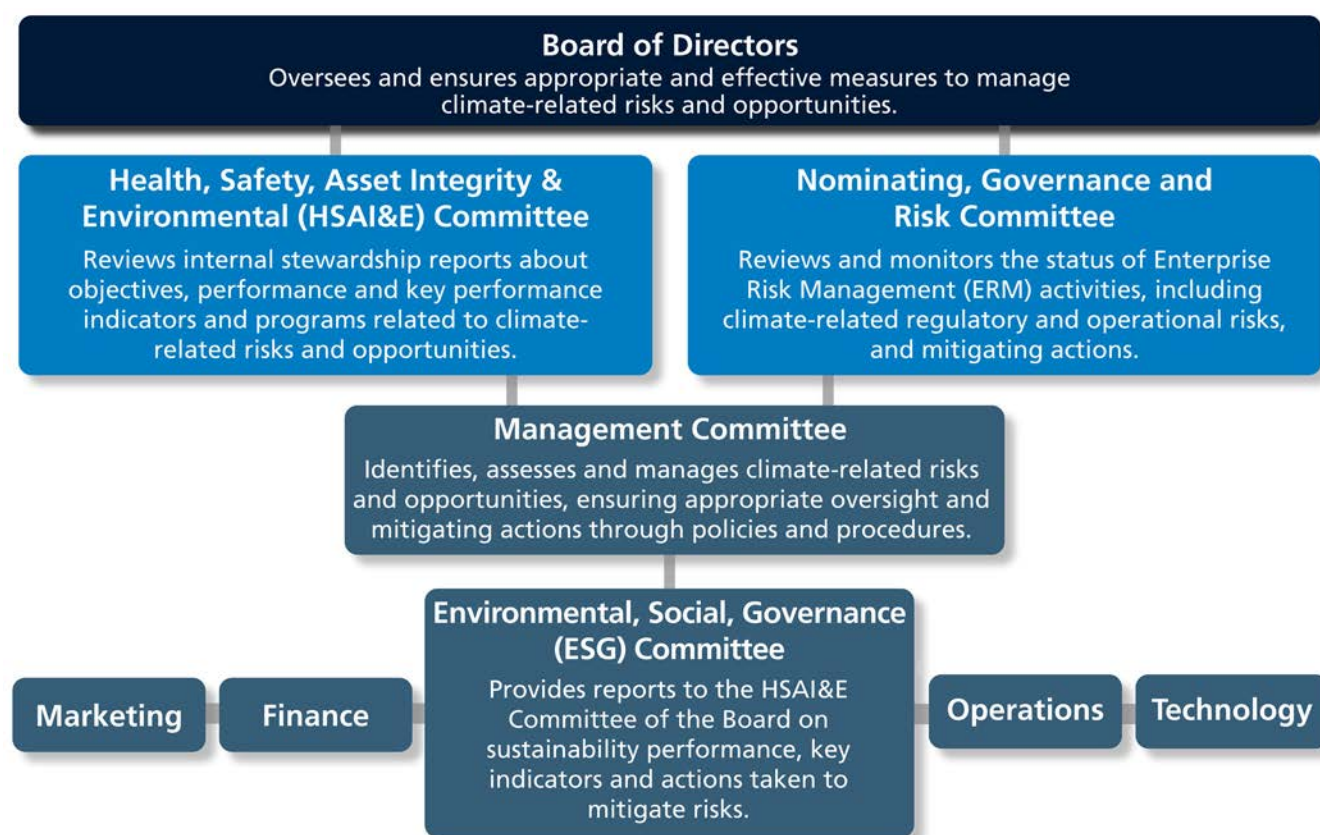 Board of Directors
Oversees and ensures appropriate and effective measures to manage
climate-related risks and opportunities.
Health, Safety, Asset Integrity &
Environmental (HSAI&E) Committee
Reviews internal stewardship reports about
objectives, performance and key performance
indicators and programs related to climate-
related risks and opportunities.
Nominating, Governance and
Risk Committee
Reviews and monitors the status of Enterprise
Risk Management (ERM) activities, including
climate-related regulatory and operational risks,
and mitigating actions.
Management Committee
Identifies, assesses and manages climate-related risks
and opportunities, ensuring appropriate oversight and
mitigating actions through policies and procedures.
Environmental, Social, Governance
(ESG) Committee
Provides reports to the HSAI&E
Committee of the Board on
sustainability performance, key
indicators and actions taken to
mitigate risks.
Marketing
Finance
Operations
Technology